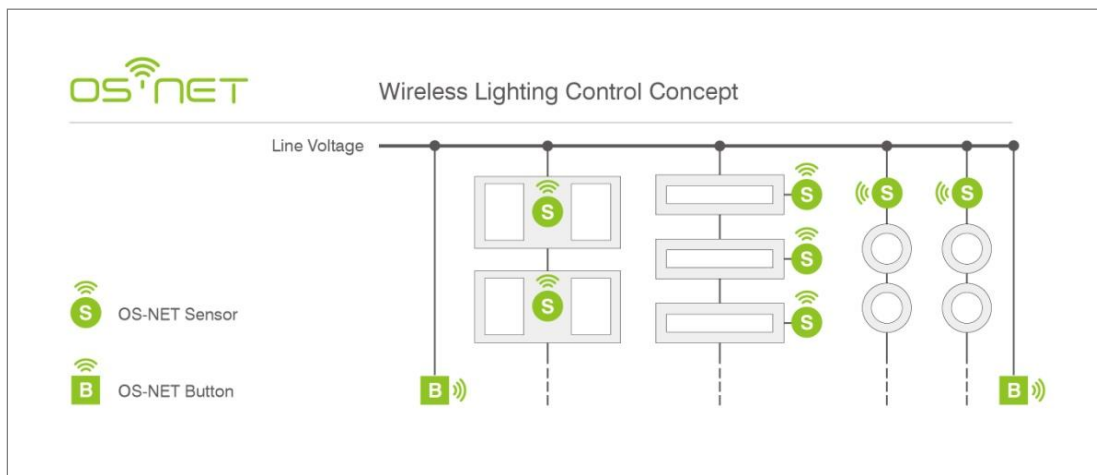 OS·NET
Wireless Lighting Control Concept
Line Voltage
S
S
S
S
S
S
S
S
OS-NET Sensor
S
B
OS-NET Button
B
B